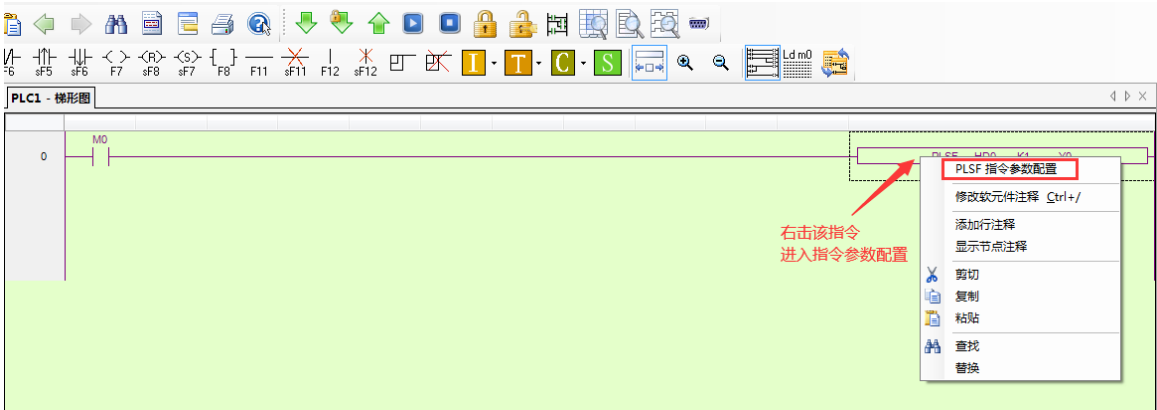 F6 sF5 sF6 F7 sF8 sF7 F8 F11 sF11 F12 sF12 I T C S Ld m0
PLC1 - 梯形图
M0
0
PLSF HD0 K1 Y0
PLSF 指令参数配置
修改软元件注释 Ctrl+/
添加行注释
显示节点注释
剪切
复制
粘贴
查找
替换
右击该指令
进入指令参数配置